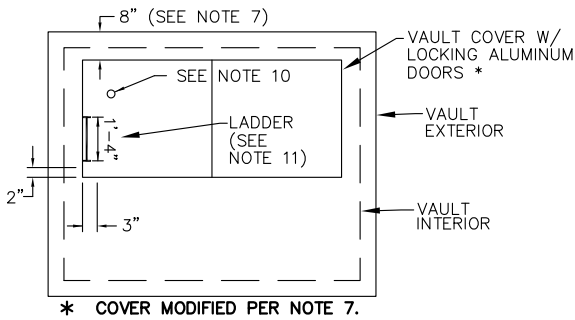 8" (SEE NOTE 7)
VAULT COVER W/
LOCKING ALUMINUM
DOORS *
SEE NOTE 10
1'-4"
LADDER
(SEE
NOTE 11)
VAULT
EXTERIOR
2"
3"
VAULT
INTERIOR
* COVER MODIFIED PER NOTE 7.